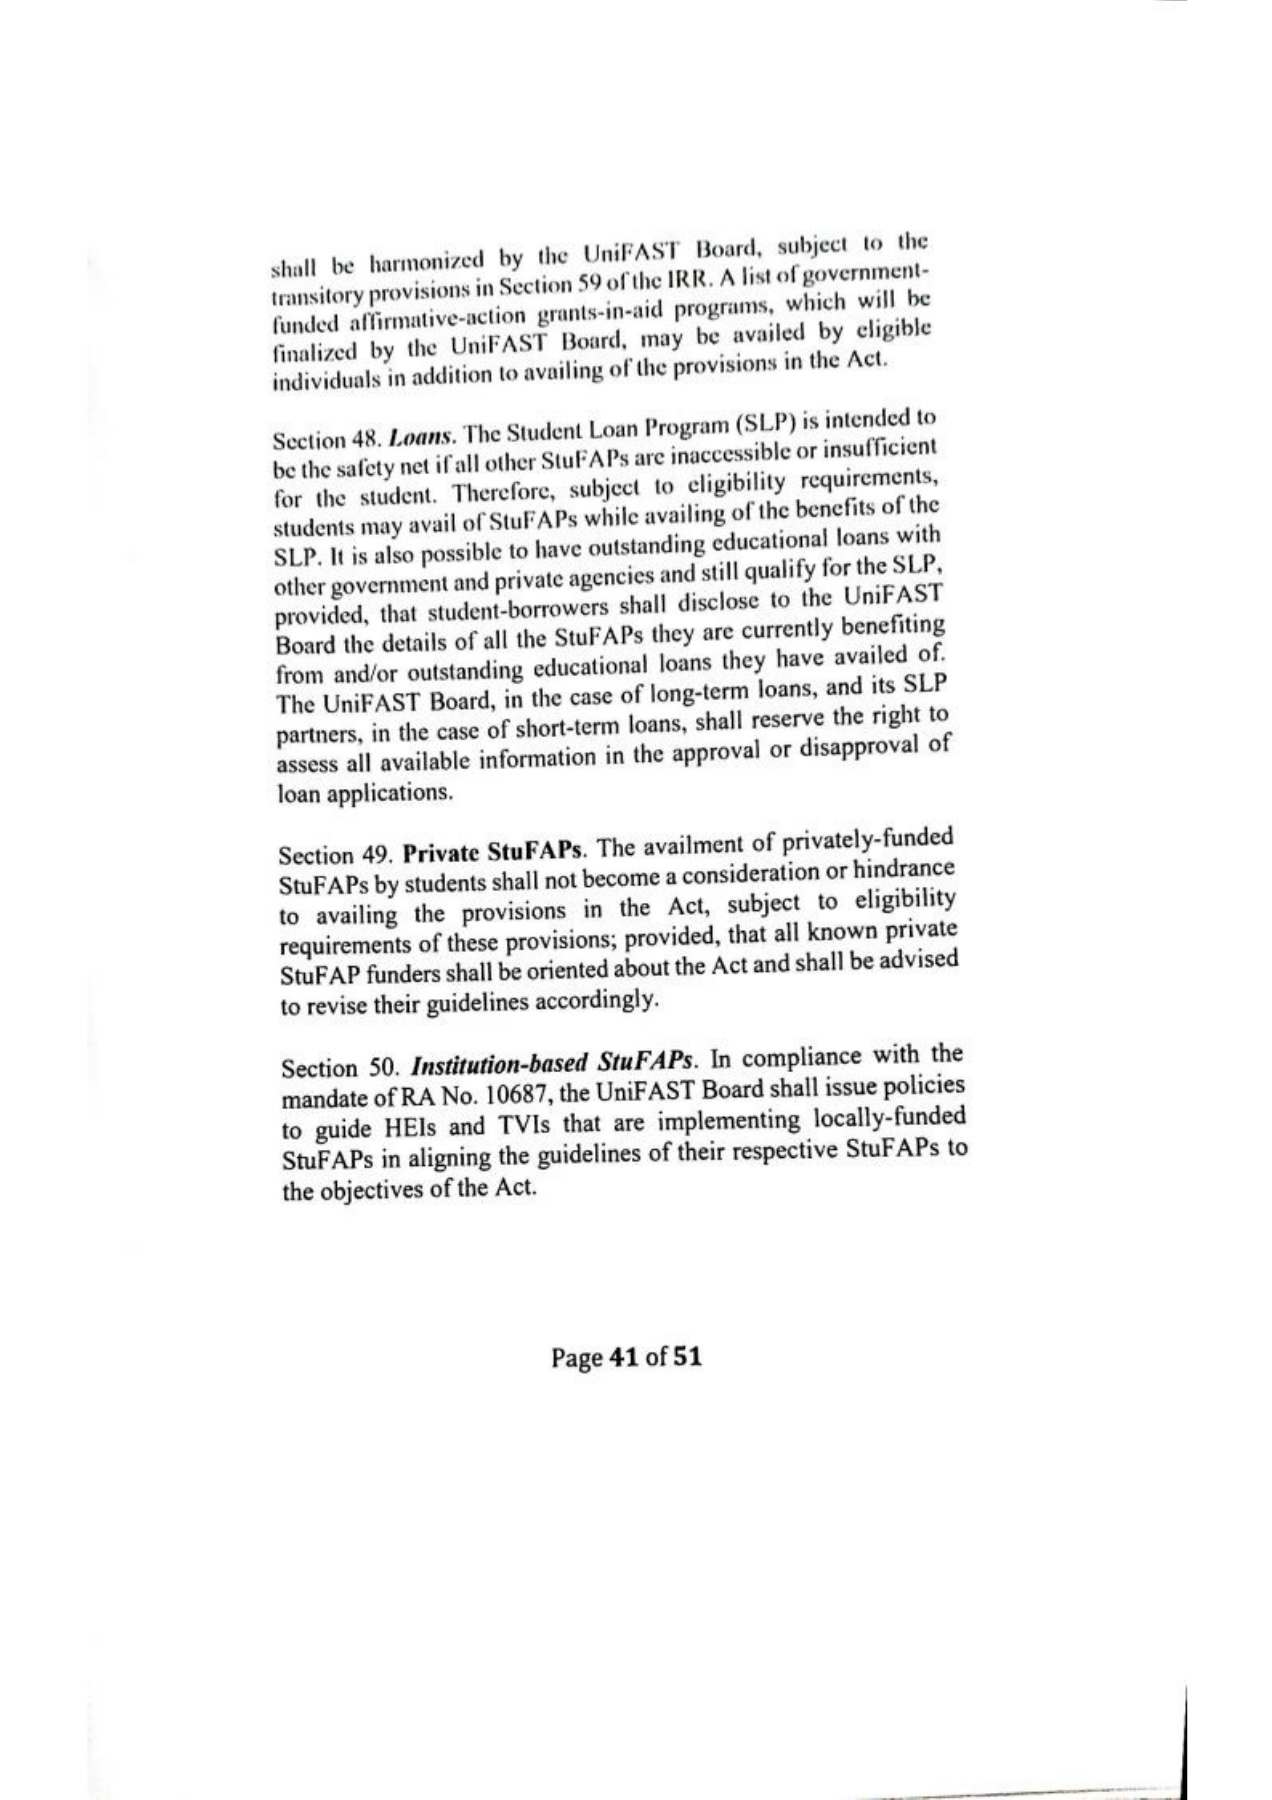 shall be harmonized by the UniFAST Board, subject to the
transitory provisions in Section 59 of the IRR. A list of government-
funded affirmative-action grants-in-aid programs, which will be
finalized by the UniFAST Board, may be availed by eligible
individuals in addition to availing of the provisions in the Act.
Section 48. Loans. The Student Loan Program (SLP) is intended to
be the safety net if all other StuFAPs are inaccessible or insufficient
for the student. Therefore, subject to eligibility requirements,
students may avail of StuFAPs while availing of the benefits of the
SLP. It is also possible to have outstanding educational loans with
other government and private agencies and still qualify for the SLP,
provided, that student-borrowers shall disclose to the UniFAST
Board the details of all the StuFAPs they are currently benefiting
from and/or outstanding educational loans they have availed of.
The UniFAST Board, in the case of long-term loans, and its SLP
partners, in the case of short-term loans, shall reserve the right to
assess all available information in the approval or disapproval of
loan applications.
Section 49. Private StuFAPs. The availment of privately-funded
StuFAPs by students shall not become a consideration or hindrance
to availing the provisions in the Act, subject to eligibility
requirements of these provisions; provided, that all known private
StuFAP funders shall be oriented about the Act and shall be advised
to revise their guidelines accordingly.
Section 50. Institution-based StuFAPs. In compliance with the
mandate of RA No. 10687, the UniFAST Board shall issue policies
to guide HEIs and TVIs that are implementing locally-funded
StuFAPs in aligning the guidelines of their respective StuFAPs to
the objectives of the Act.
Page 41 of 51